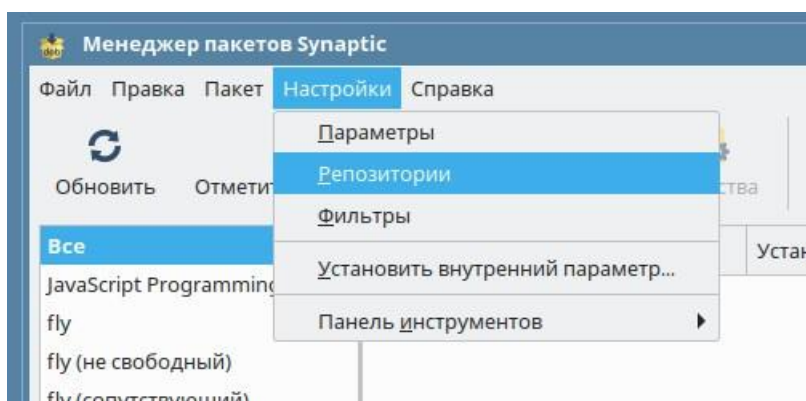 Менеджер пакетов Synaptic
Файл Правка Пакет Настройки Справка
Параметры
Репозитории
Фильтры
Установить внутренний параметр...
Панель инструментов
Обновить
Все
JavaScript Programming
fly
fly (не свободный)